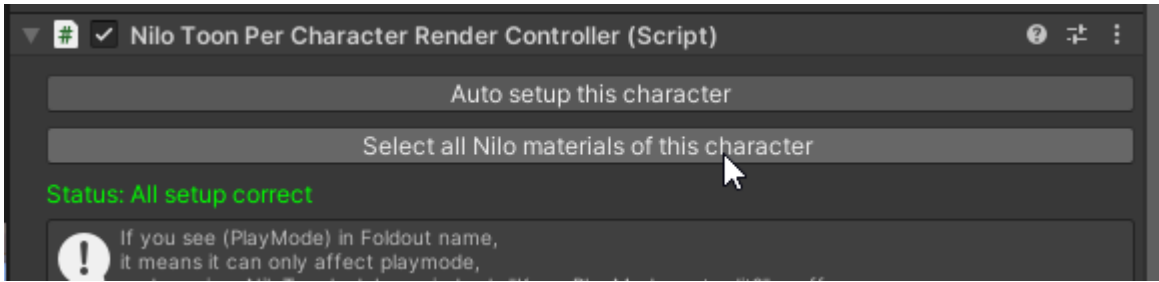 Nilo Toon Per Character Render Controller (Script)
Auto setup this character
Select all Nilo materials of this character
Status: All setup correct
If you see (PlayMode) in Foldout name,
it means it can only affect playmode,